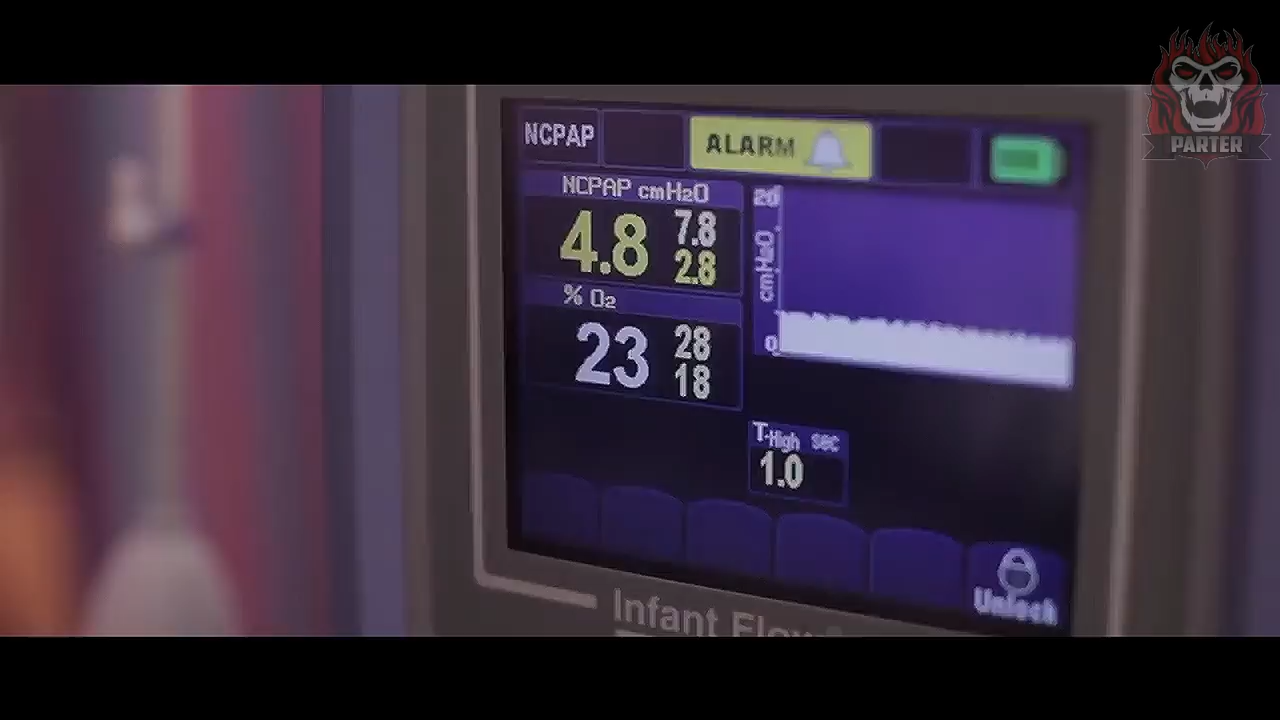 PARTER
NCPAP
ALARM
NCPAP cmH2O
4.8
7.8
2.8
% O2
23
28
18
20
cmH2O
0
T-High sec
1.0
Unlock
Infant Flow